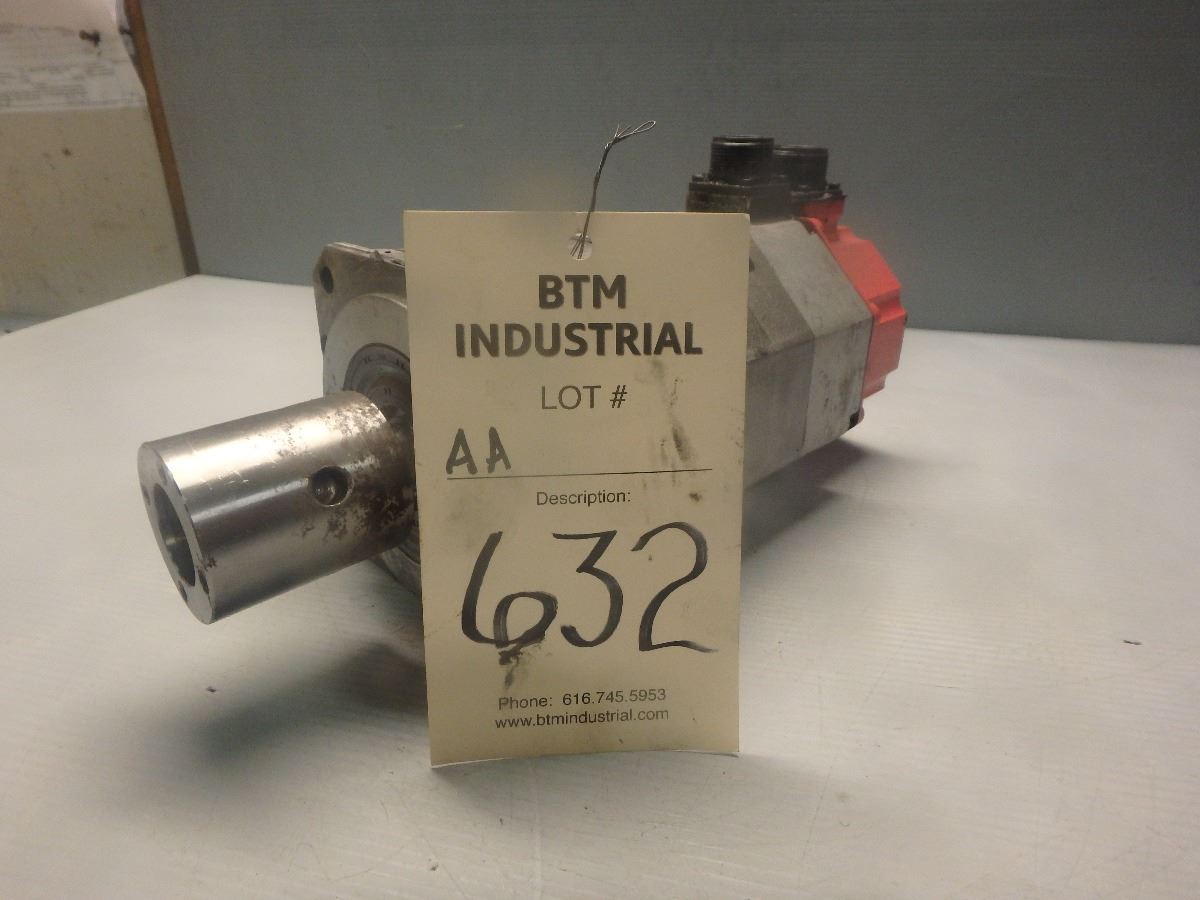 BTM
INDUSTRIAL
LOT #
AA
Description:
632
Phone: 616.745.5953
www.btmindustrial.com